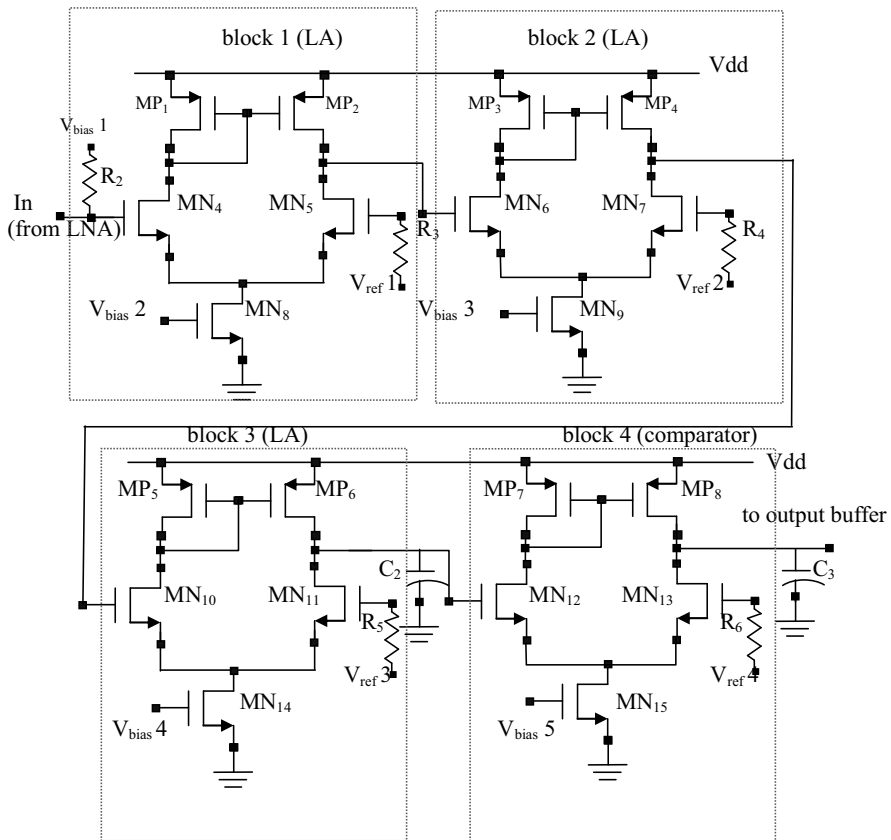 block 1 (LA)
block 2 (LA)
Vdd
MP1
MP2
MP3
MP4
Vbias 1
R2
In
(from LNA)
MN4
MN5
R3
MN6
MN7
R4
Vref 1
Vref 2
Vbias 2
MN8
Vbias 3
MN9
block 3 (LA)
block 4 (comparator)
Vdd
MP5
MP6
MP7
MP8
to output buffer
C2
C3
MN10
MN11
R5
MN12
MN13
R6
Vref 3
Vref 4
Vbias 4
MN14
Vbias 5
MN15